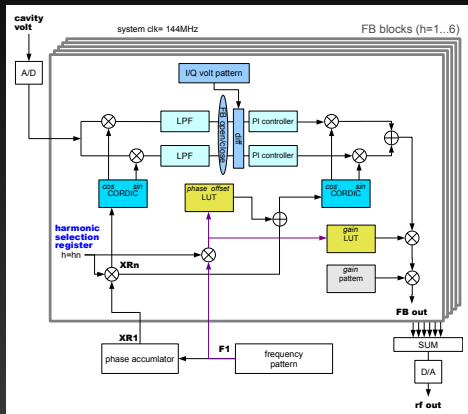 cavity
volt
system clk= 144MHz
FB blocks (h=1...6)
A/D
I/Q volt pattern
LPF
FB open/close
diff
PI controller
LPF
PI controller
cos sin
CORDIC
phase offset
LUT
cos sin
CORDIC
harmonic
selection
register
h=hn
XRn
gain
LUT
gain
pattern
FB out
XR1
F1
phase accumlator
frequency
pattern
SUM
D/A
rf out